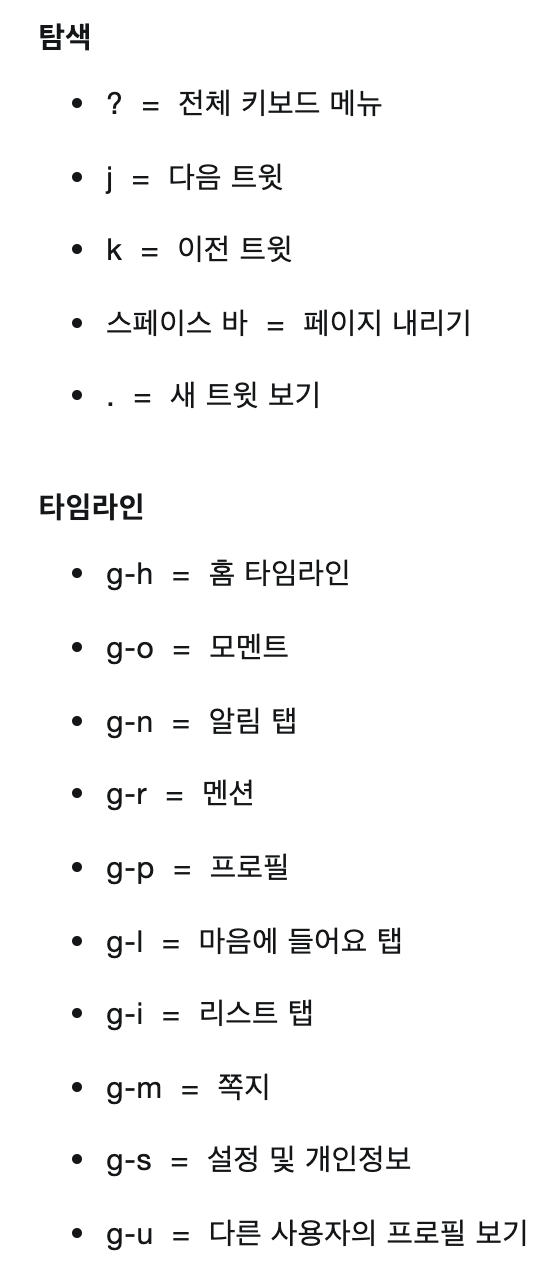 탐색
• ? = 전체 키보드 메뉴
• j = 다음 트윗
• k = 이전 트윗
• 스페이스 바 = 페이지 내리기
• . = 새 트윗 보기
타임라인
• g-h = 홈 타임라인
• g-o = 모멘트
• g-n = 알림 탭
• g-r = 멘션
• g-p = 프로필
• g-l = 마음에 들어요 탭
• g-i = 리스트 탭
• g-m = 쪽지
• g-s = 설정 및 개인정보
• g-u = 다른 사용자의 프로필 보기